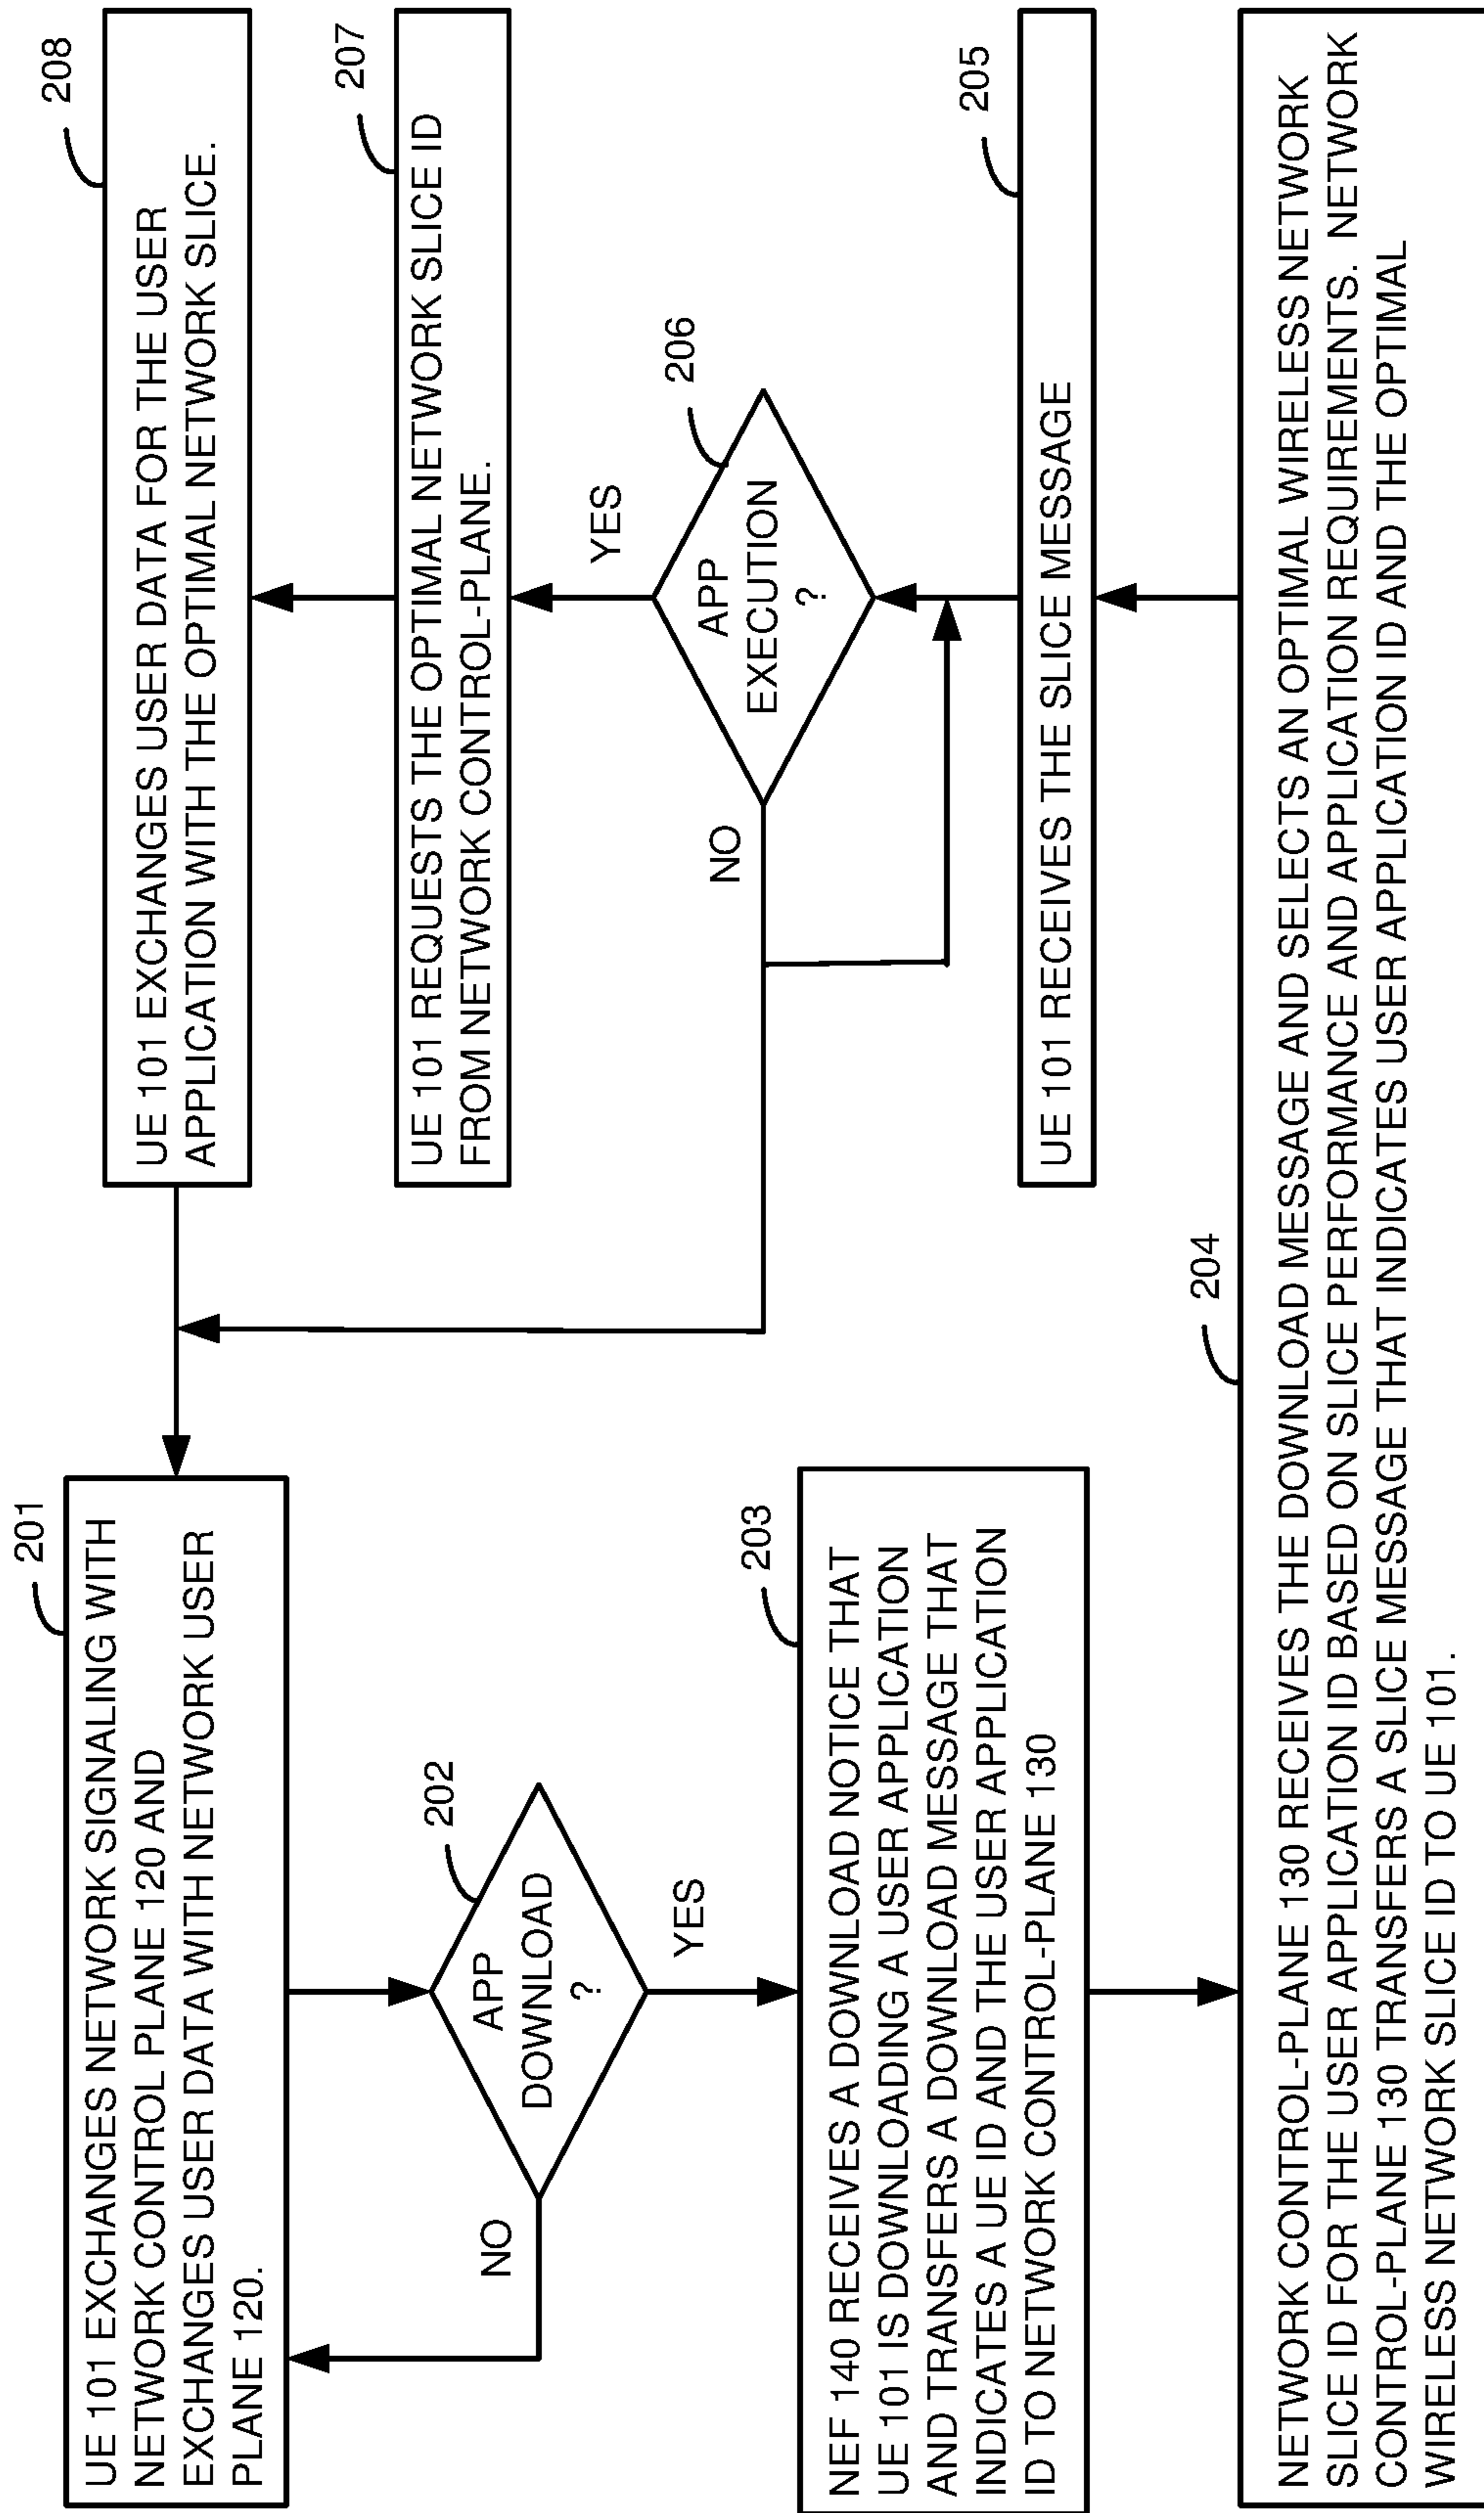 201
UE 101 EXCHANGES NETWORK SIGNALING WITH
NETWORK CONTROL PLANE 120 AND
EXCHANGES USER DATA WITH NETWORK USER
PLANE 120.
202
APP
DOWNLOAD
?
NO
YES
203
NEF 140 RECEIVES A DOWNLOAD NOTICE THAT
UE 101 IS DOWNLOADING A USER APPLICATION
AND TRANSFERS A DOWNLOAD MESSAGE THAT
INDICATES A UE ID AND THE USER APPLICATION
ID TO NETWORK CONTROL-PLANE 130
204
NETWORK CONTROL-PLANE 130 RECEIVES THE DOWNLOAD MESSAGE AND SELECTS AN OPTIMAL WIRELESS NETWORK
SLICE ID FOR THE USER APPLICATION ID BASED ON SLICE PERFORMANCE AND APPLICATION REQUIREMENTS. NETWORK
CONTROL-PLANE 130 TRANSFERS A SLICE MESSAGE THAT INDICATES USER APPLICATION ID AND THE OPTIMAL
WIRELESS NETWORK SLICE ID TO UE 101.
205
UE 101 RECEIVES THE SLICE MESSAGE
206
APP
EXECUTION
?
NO
YES
207
UE 101 REQUESTS THE OPTIMAL NETWORK SLICE ID
FROM NETWORK CONTROL-PLANE.
208
UE 101 EXCHANGES USER DATA FOR THE USER
APPLICATION WITH THE OPTIMAL NETWORK SLICE.